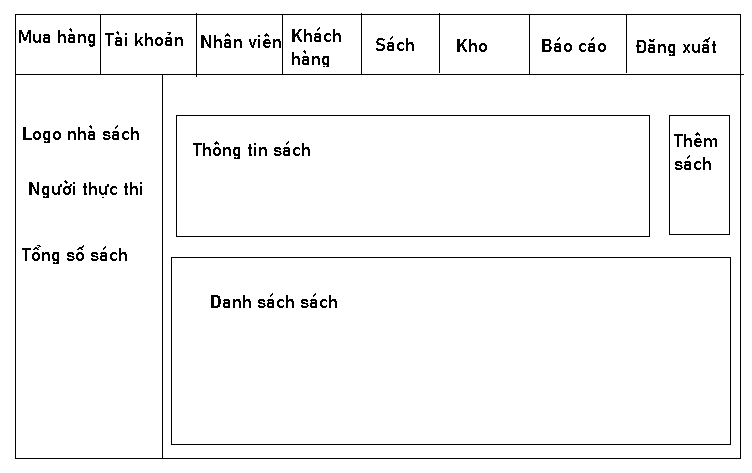 Mua hàng Tài khoản Nhân viên Khách hàng Sách Kho Báo cáo Đăng xuất
Logo nhà sách
Người thực thi
Tổng số sách
Thông tin sách
Thêm
sách
Danh sách sách